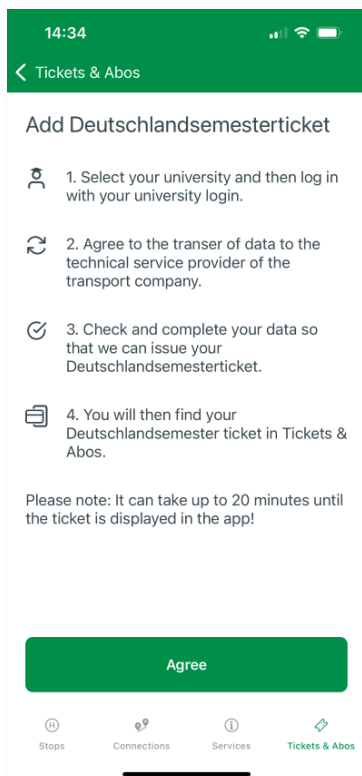 14:34
Tickets & Abos
Add Deutschlandsemesterticket
1. Select your university and then log in
with your university login.
2. Agree to the transer of data to the
technical service provider of the
transport company.
3. Check and complete your data so
that we can issue your
Deutschlandsemesterticket.
4. You will then find your
Deutschlandsemester ticket in Tickets &
Abos.
Please note: It can take up to 20 minutes until
the ticket is displayed in the app!
Agree
H
Stops
Connections
Services
Tickets & Abos